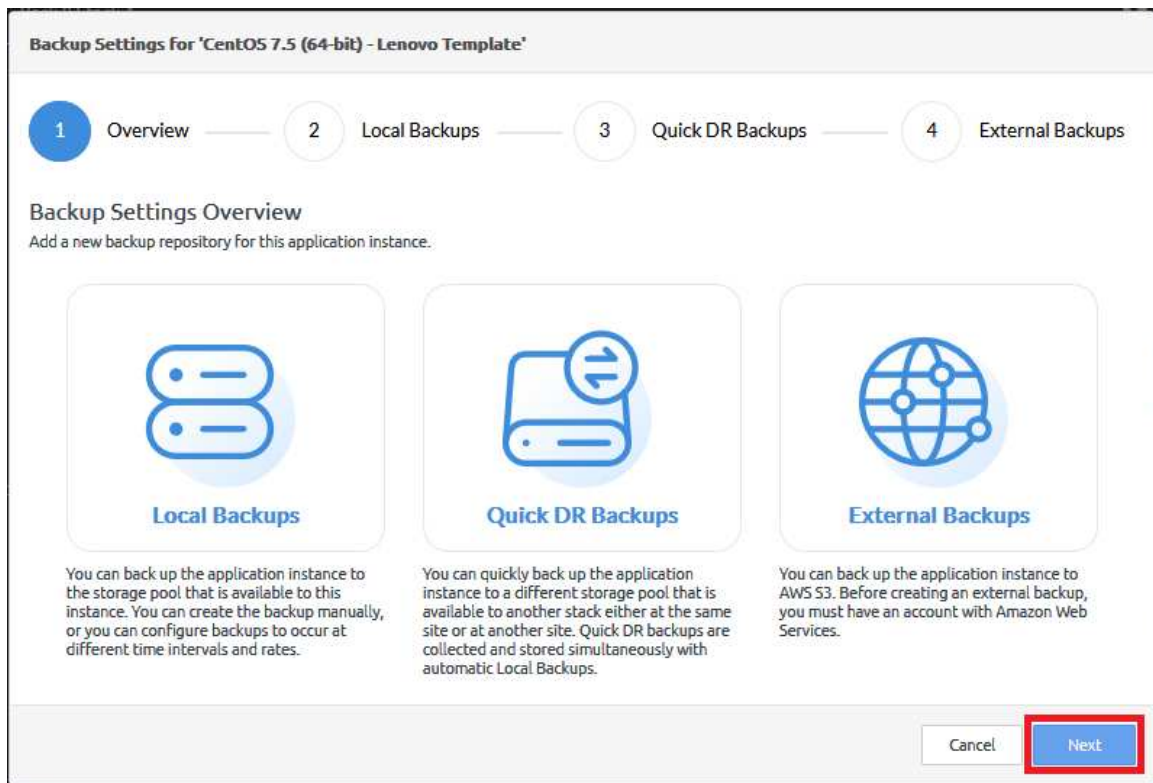 Backup Settings for 'CentOS 7.5 (64-bit) - Lenovo Template'
1 Overview 2 Local Backups 3 Quick DR Backups 4 External Backups
Backup Settings Overview
Add a new backup repository for this application instance.
Local Backups
You can back up the application instance to
the storage pool that is available to this
instance. You can create the backup manually,
or you can configure backups to occur at
different time intervals and rates.
Quick DR Backups
You can quickly back up the application
instance to a different storage pool that is
available to another stack either at the same
site or at another site. Quick DR backups are
collected and stored simultaneously with
automatic Local Backups.
External Backups
You can back up the application instance to
AWS S3. Before creating an external backup,
you must have an account with Amazon Web
Services.
Cancel Next